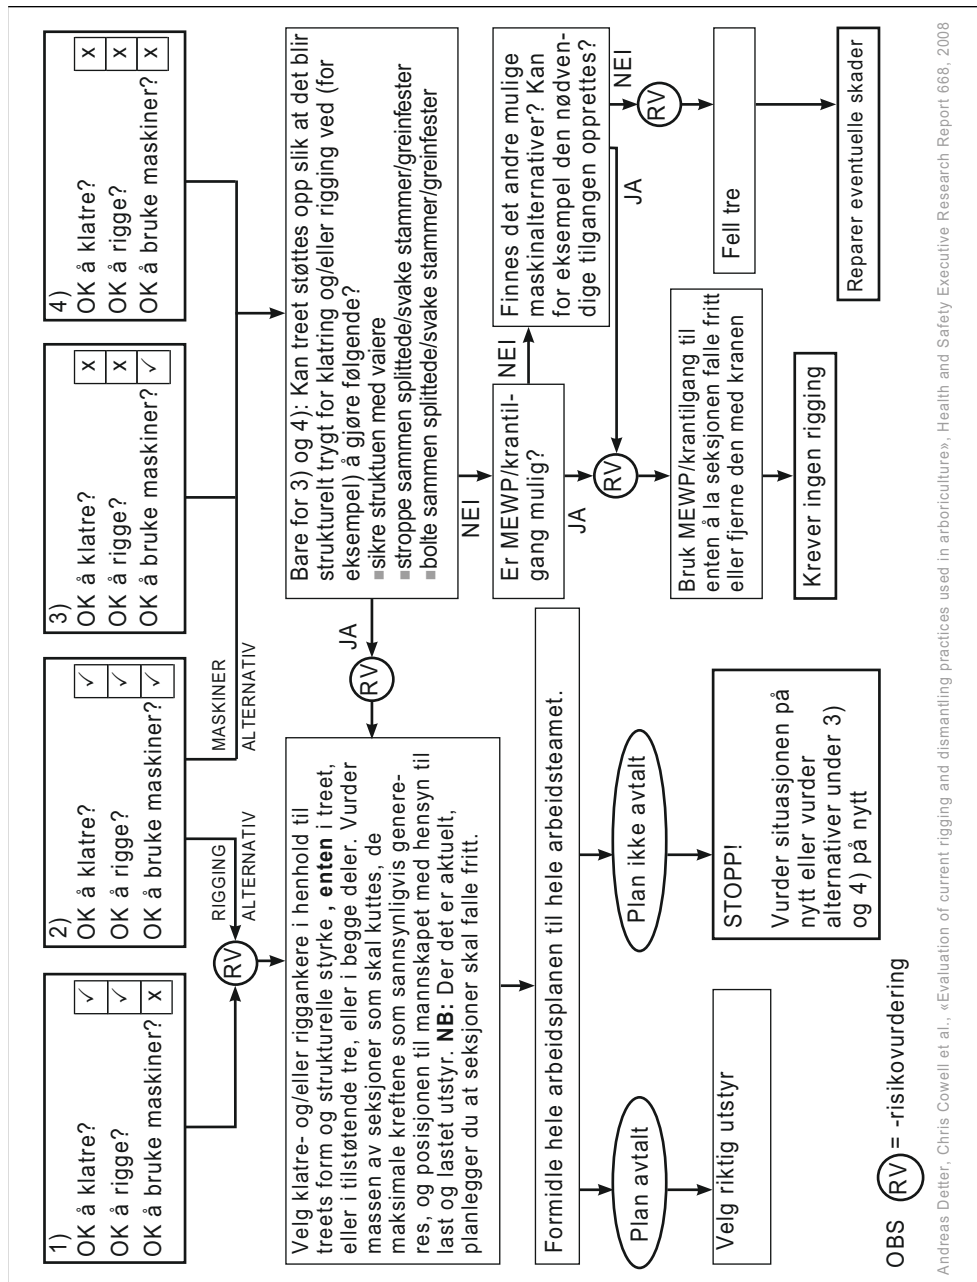 1)
OK å klatre? ✓
OK å rigge? ✓
OK å bruke maskiner? x
2)
OK å klatre? ✓
OK å rigge? ✓
OK å bruke maskiner? ✓
3)
OK å klatre? x
OK å rigge? x
OK å bruke maskiner? ✓
4)
OK å klatre? x
OK å rigge? x
OK å bruke maskiner? x
RIGGING
ALTERNATIV
MASKINER
ALTERNATIV
RV
Velg klatre- og/eller riggankere i henhold til
treets form og strukturelle styrke , enten i treet,
eller i tilstøtende tre, eller i begge deler. Vurder
massen av seksjoner som skal kuttes, de
maksimale kreftene som sannsynligvis genere-
res, og posisjonen til mannskapet med hensyn til
last og lastet utstyr. NB: Der det er aktuelt,
planlegger du at seksjoner skal falle fritt.
JA
RV
Bare for 3) og 4): Kan treet støttes opp slik at det blir
strukturelt trygt for klatring og/eller rigging ved (for
eksempel) å gjøre følgende?
sikre struktuen med vaiere
stroppe sammen splittede/svake stammer/greinfester
bolte sammen splittede/svake stammer/greinfester
NEI
Er MEWP/krantil-
gang mulig?
NEI
Finnes det andre mulige
maskinalternativer? Kan
for eksempel den nødven-
dige tilgangen opprettes?
JA
JA
NEI
RV
RV
Formidle hele arbeidsplanen til hele arbeidsteamet.
Bruk MEWP/krantilgang til
enten å la seksjonen falle fritt
eller fjerne den med kranen
Fell tre
Plan avtalt
Plan ikke avtalt
Krever ingen rigging
Reparer eventuelle skader
Velg riktig utstyr
STOPP!
Vurder situasjonen på
nytt eller vurder
alternativer under 3)
og 4) på nytt
OBS RV = -risikovurdering
Andreas Detter, Chris Cowell et al., «Evaluation of current rigging and dismantling practices used in arboriculture», Health and Safety Executive Research Report 668, 2008